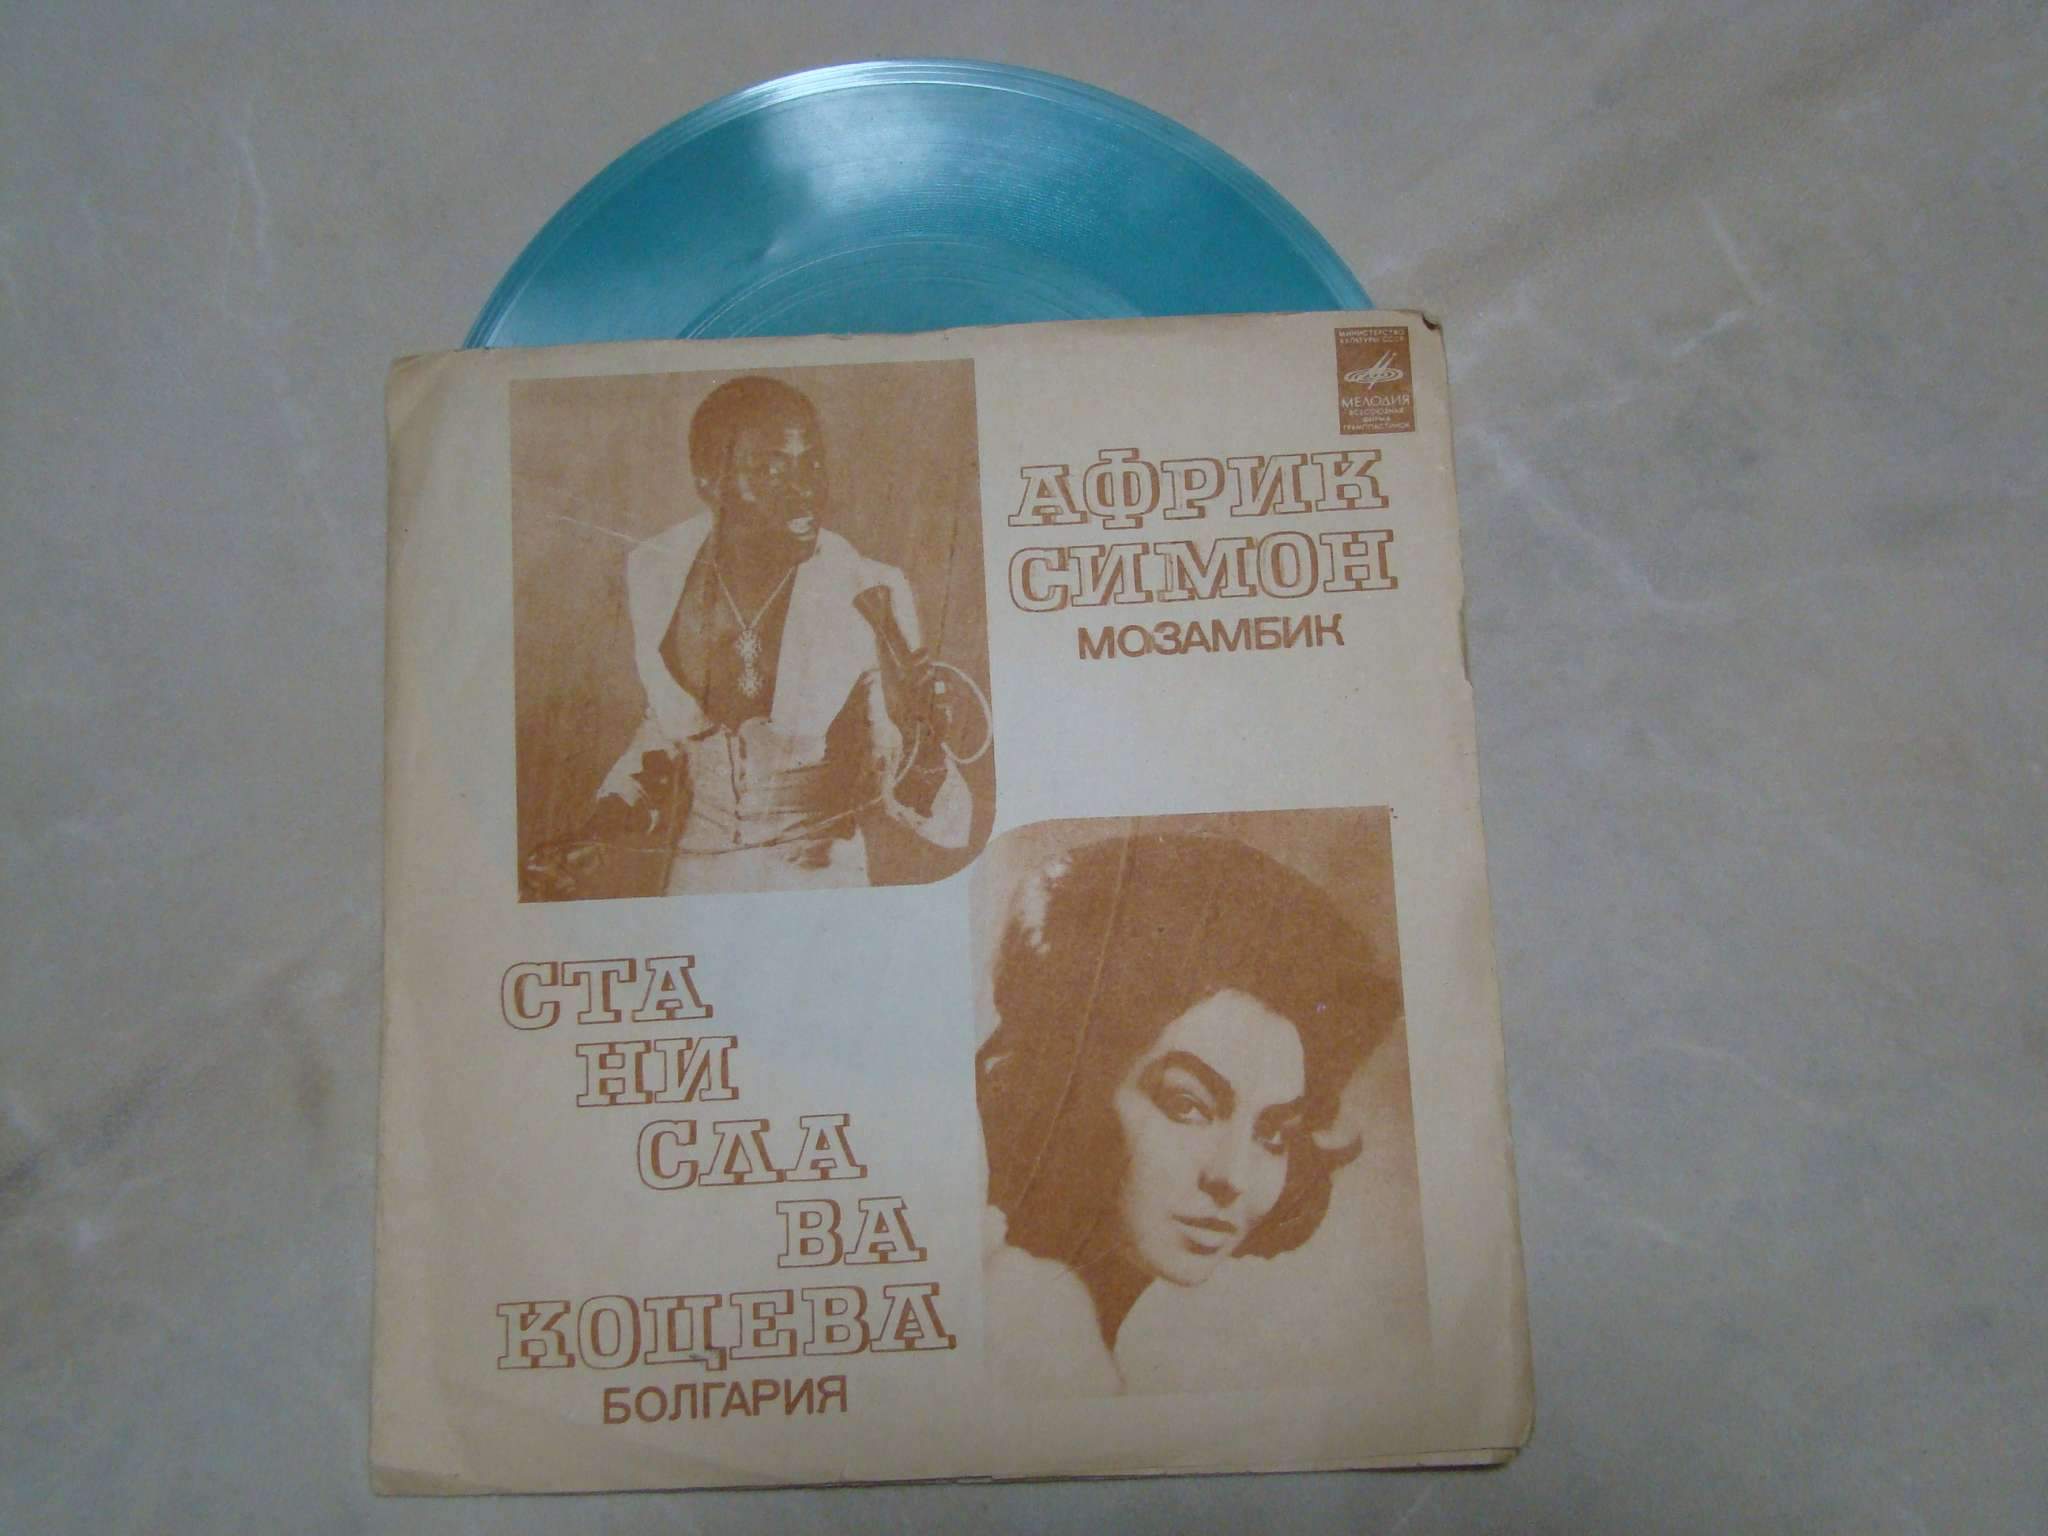 МИНИСТЕРСТВО
КУЛЬТУРЫ СССР
МЕЛОДИЯ
ВСЕСОЮЗНАЯ
ФИРМА
ГРАМПЛАСТИНОК
АФРИК
СИМОН
МОЗАМБИК
СТА
НИ
СЛА
ВА
КОЦЕВА
БОЛГАРИЯ